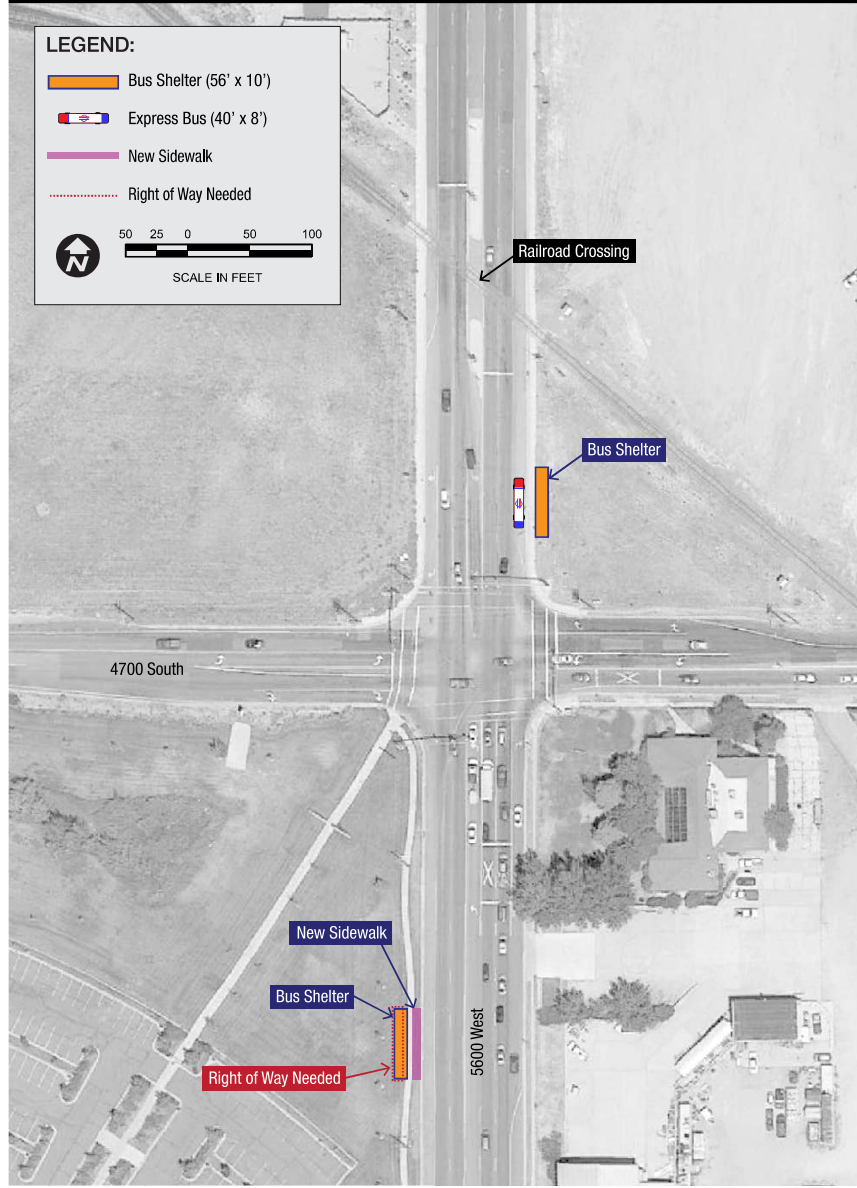 LEGEND:
Bus Shelter (56' x 10')
Express Bus (40' x 8')
New Sidewalk
Right of Way Needed
50 25 0 50 100
N
SCALE IN FEET
Railroad Crossing
Bus Shelter
4700 South
New Sidewalk
Bus Shelter
Right of Way Needed
5600 West